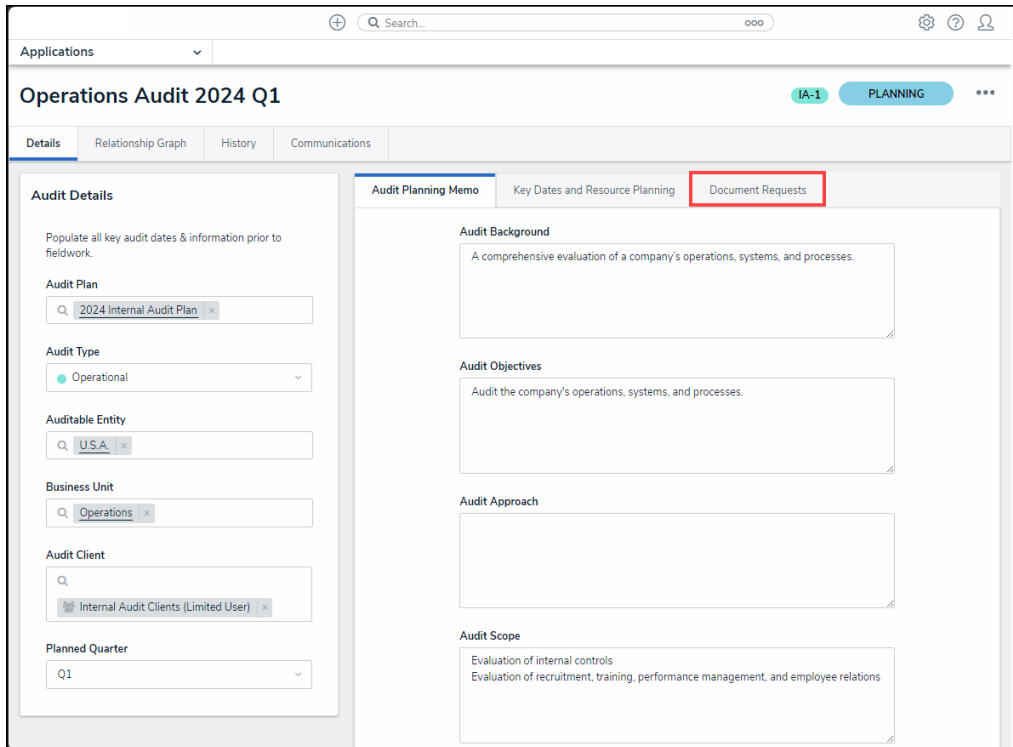 Search...
Applications
Operations Audit 2024 Q1
IA-1
PLANNING
Details
Relationship Graph
History
Communications
Audit Details
Populate all key audit dates & information prior to
fieldwork.
Audit Plan
2024 Internal Audit Plan ×
Audit Type
Operational
Auditable Entity
U.S.A. ×
Business Unit
Operations ×
Audit Client
Internal Audit Clients (Limited User) ×
Planned Quarter
Q1
Audit Planning Memo
Key Dates and Resource Planning
Document Requests
Audit Background
A comprehensive evaluation of a company's operations, systems, and processes.
Audit Objectives
Audit the company's operations, systems, and processes.
Audit Approach
Audit Scope
Evaluation of internal controls
Evaluation of recruitment, training, performance management, and employee relations